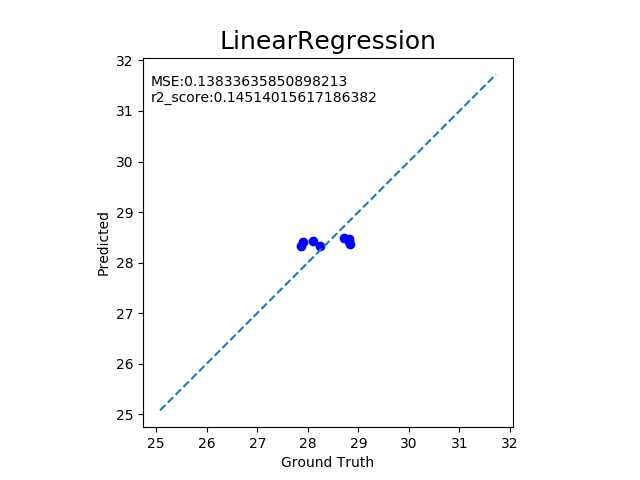 LinearRegression
MSE:0.13833635850898213
r2_score:0.14514015617186382
32
31
30
29
28
27
26
25
Predicted
25 26 27 28 29 30 31 32
Ground Truth